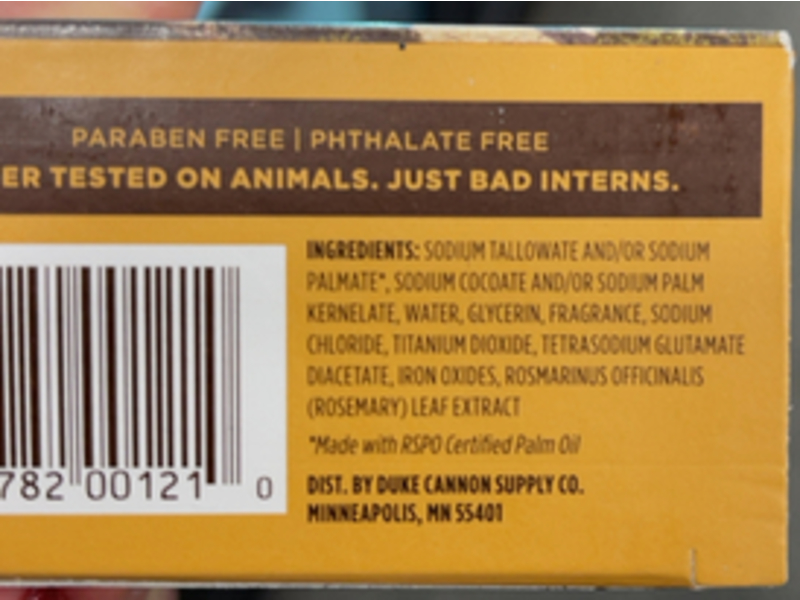 PARABEN FREE | PHTHALATE FREE
ER TESTED ON ANIMALS. JUST BAD INTERNS.
INGREDIENTS: SODIUM TALLOWATE AND/OR SODIUM
PALMATE*, SODIUM COCOATE AND/OR SODIUM PALM
KERNELATE, WATER, GLYCERIN, FRAGRANCE, SODIUM
CHLORIDE, TITANIUM DIOXIDE, TETRASODIUM GLUTAMATE
DIACETATE, IRON OXIDES, ROSMARINUS OFFICINALIS
(ROSEMARY) LEAF EXTRACT
*Made with RSPO Certified Palm Oil
DIST. BY DUKE CANNON SUPPLY CO.
MINNEAPOLIS, MN 55401
782 00121 0